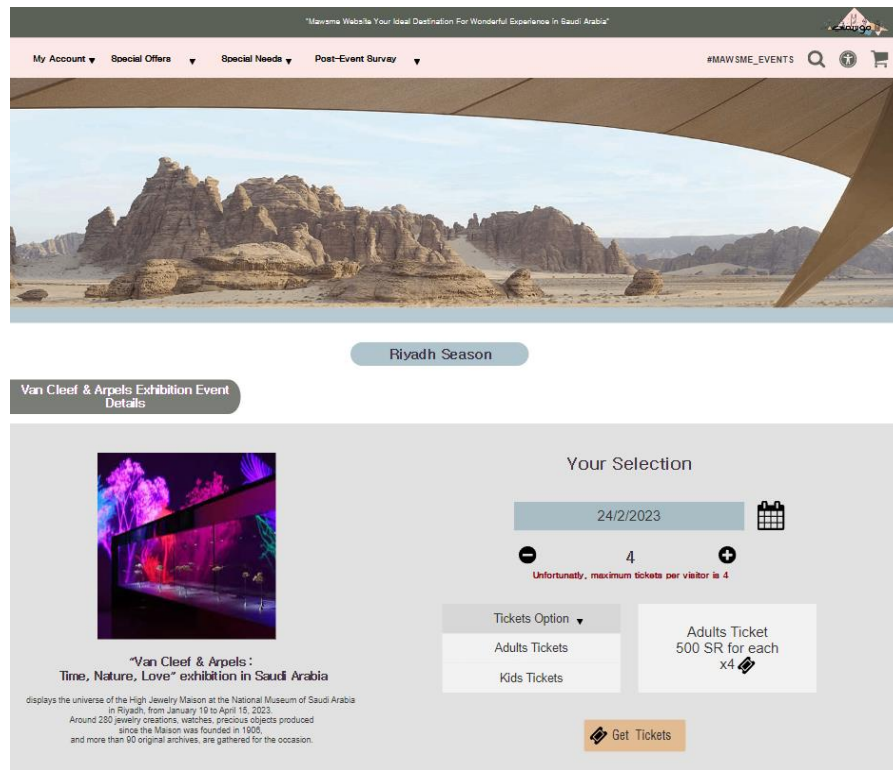 "Mawsme Website Your Ideal Destination For Wonderful Experience in Saudi Arabia"
My Account
Special Offers
Special Needs
Post-Event Survay
#MAWSME_EVENTS
Riyadh Season
Van Cleef & Arpels Exhibition Event
Details
Your Selection
24/2/2023
4
Unfortunatly, maximum tickets per visitor is 4
Tickets Option
Adults Tickets
Kids Tickets
Adults Ticket
500 SR for each
x4
Get Tickets
"Van Cleef & Arpels:
Time, Nature, Love" exhibition in Saudi Arabia
displays the universe of the High Jewelry Maison at the National Museum of Saudi Arabia
in Riyadh, from January 19 to April 15, 2023.
Around 280 jewelry creations, watches, precious objects produced
since the Maison was founded in 1906,
and more than 90 original archives, are gathered for the occasion.